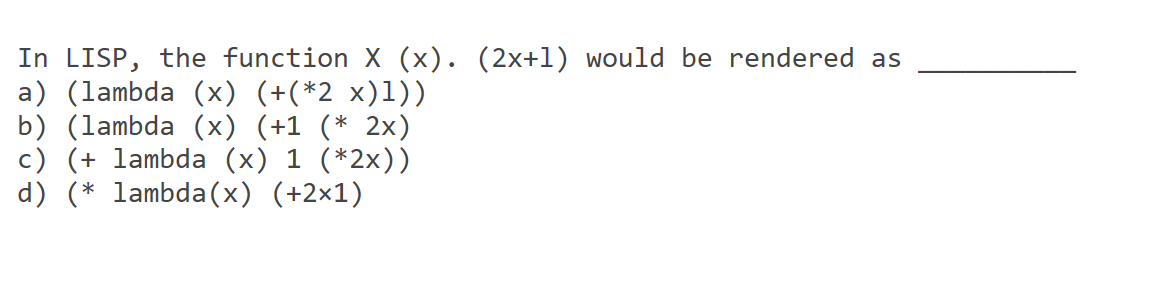 In LISP, the function X (x). (2x+l) would be rendered as __________
a) (lambda (x) (+(*2 x)l))
b) (lambda (x) (+1 (* 2x)
c) (+ lambda (x) 1 (*2x))
d) (* lambda(x) (+2×1)